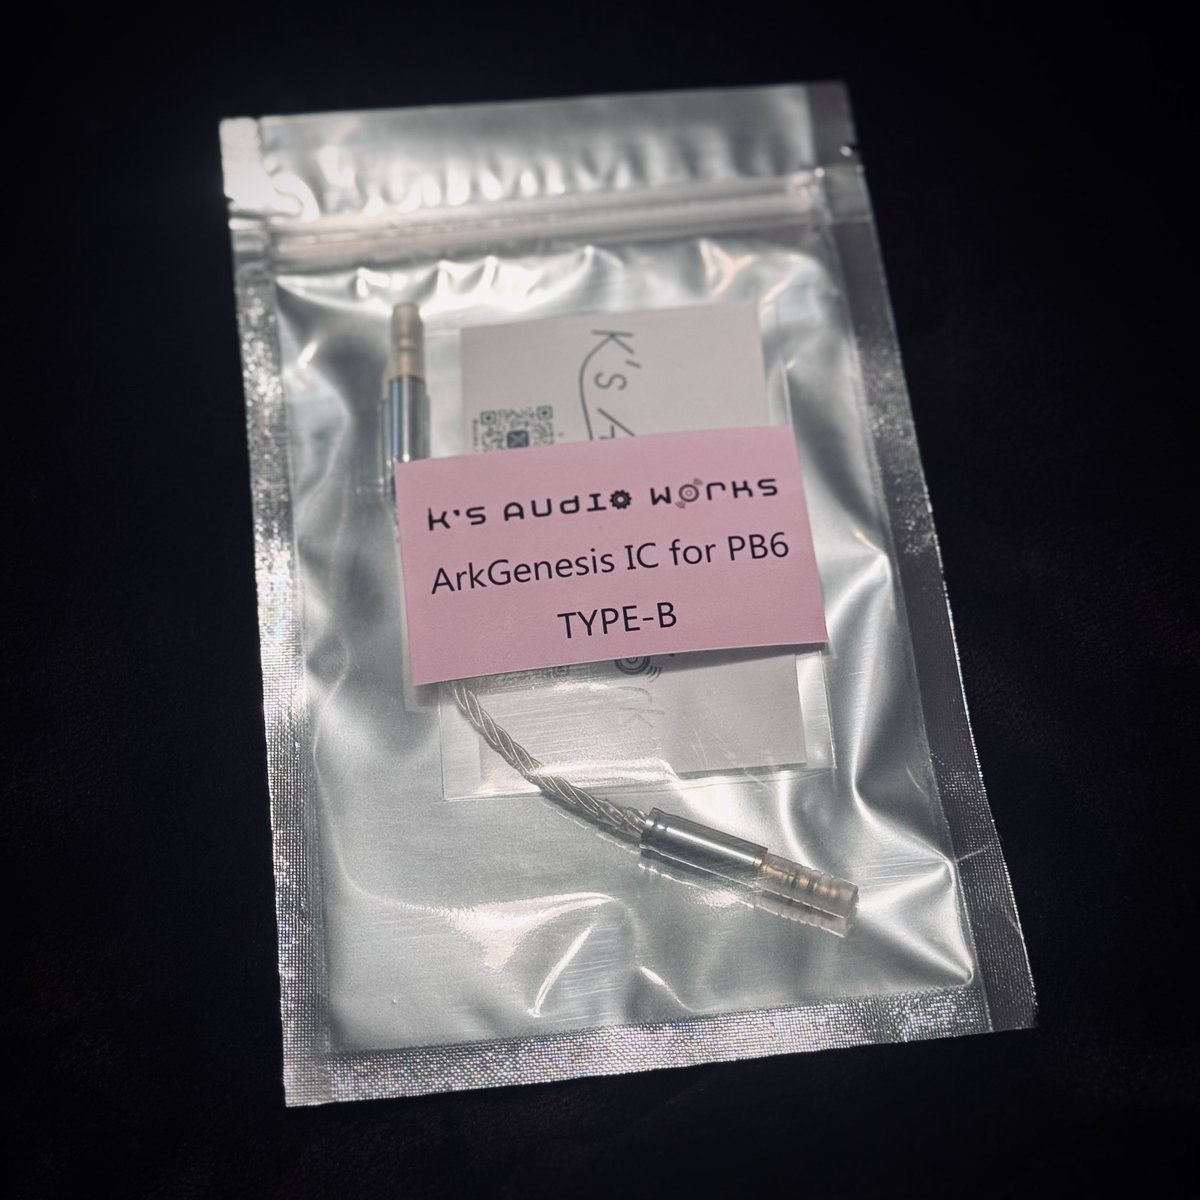 K's A
K's AUdIO WOrKS
ArkGenesis IC for PB6
TYPE-B